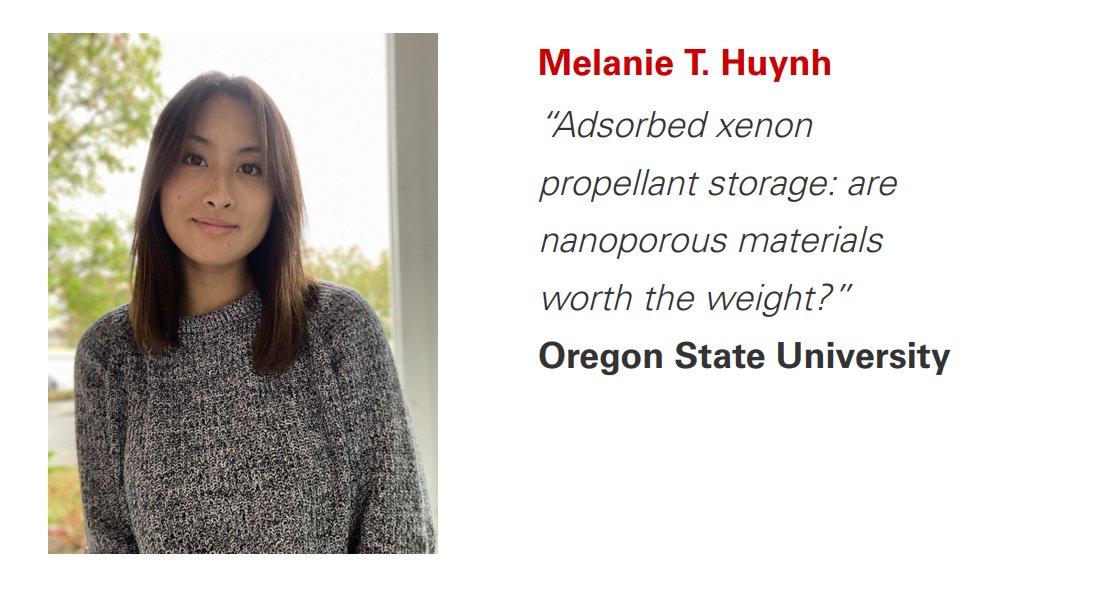 Melanie T. Huynh
“Adsorbed xenon
propellant storage: are
nanoporous materials
worth the weight?”
Oregon State University